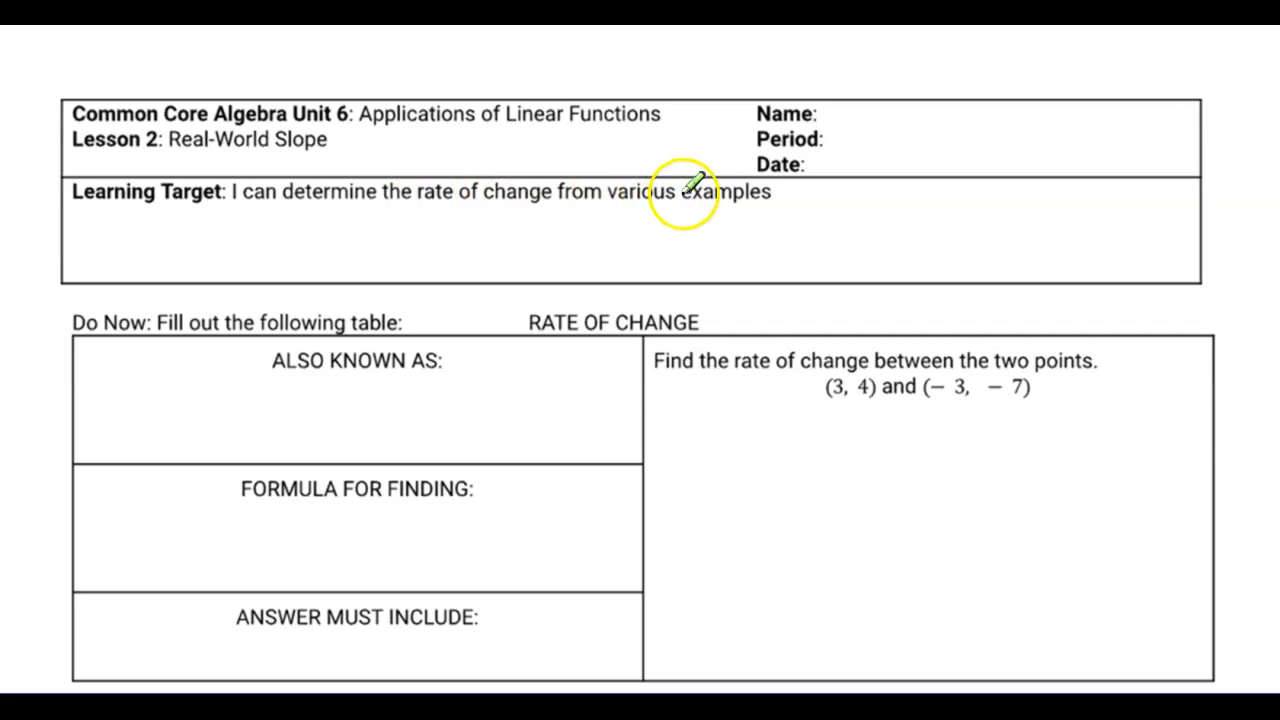 Common Core Algebra Unit 6: Applications of Linear Functions
Lesson 2: Real-World Slope
Name:
Period:
Date:
Learning Target: I can determine the rate of change from various examples
Do Now: Fill out the following table: RATE OF CHANGE
ALSO KNOWN AS:
FORMULA FOR FINDING:
ANSWER MUST INCLUDE:
Find the rate of change between the two points.
(3, 4) and (− 3, − 7)